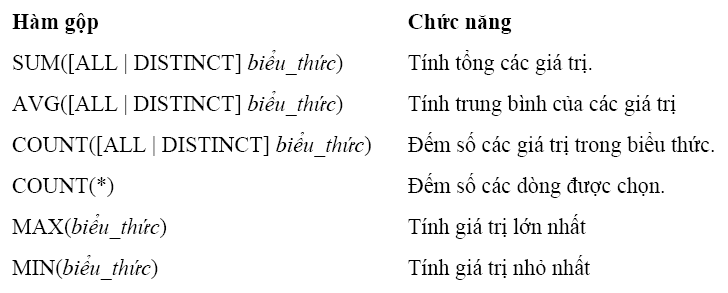 Hàm gộp Chức năng
SUM([ALL | DISTINCT] biểu_thức) Tính tổng các giá trị.
AVG([ALL | DISTINCT] biểu_thức) Tính trung bình của các giá trị
COUNT([ALL | DISTINCT] biểu_thức) Đếm số các giá trị trong biểu thức.
COUNT(*) Đếm số các dòng được chọn.
MAX(biểu_thức) Tính giá trị lớn nhất
MIN(biểu_thức) Tính giá trị nhỏ nhất